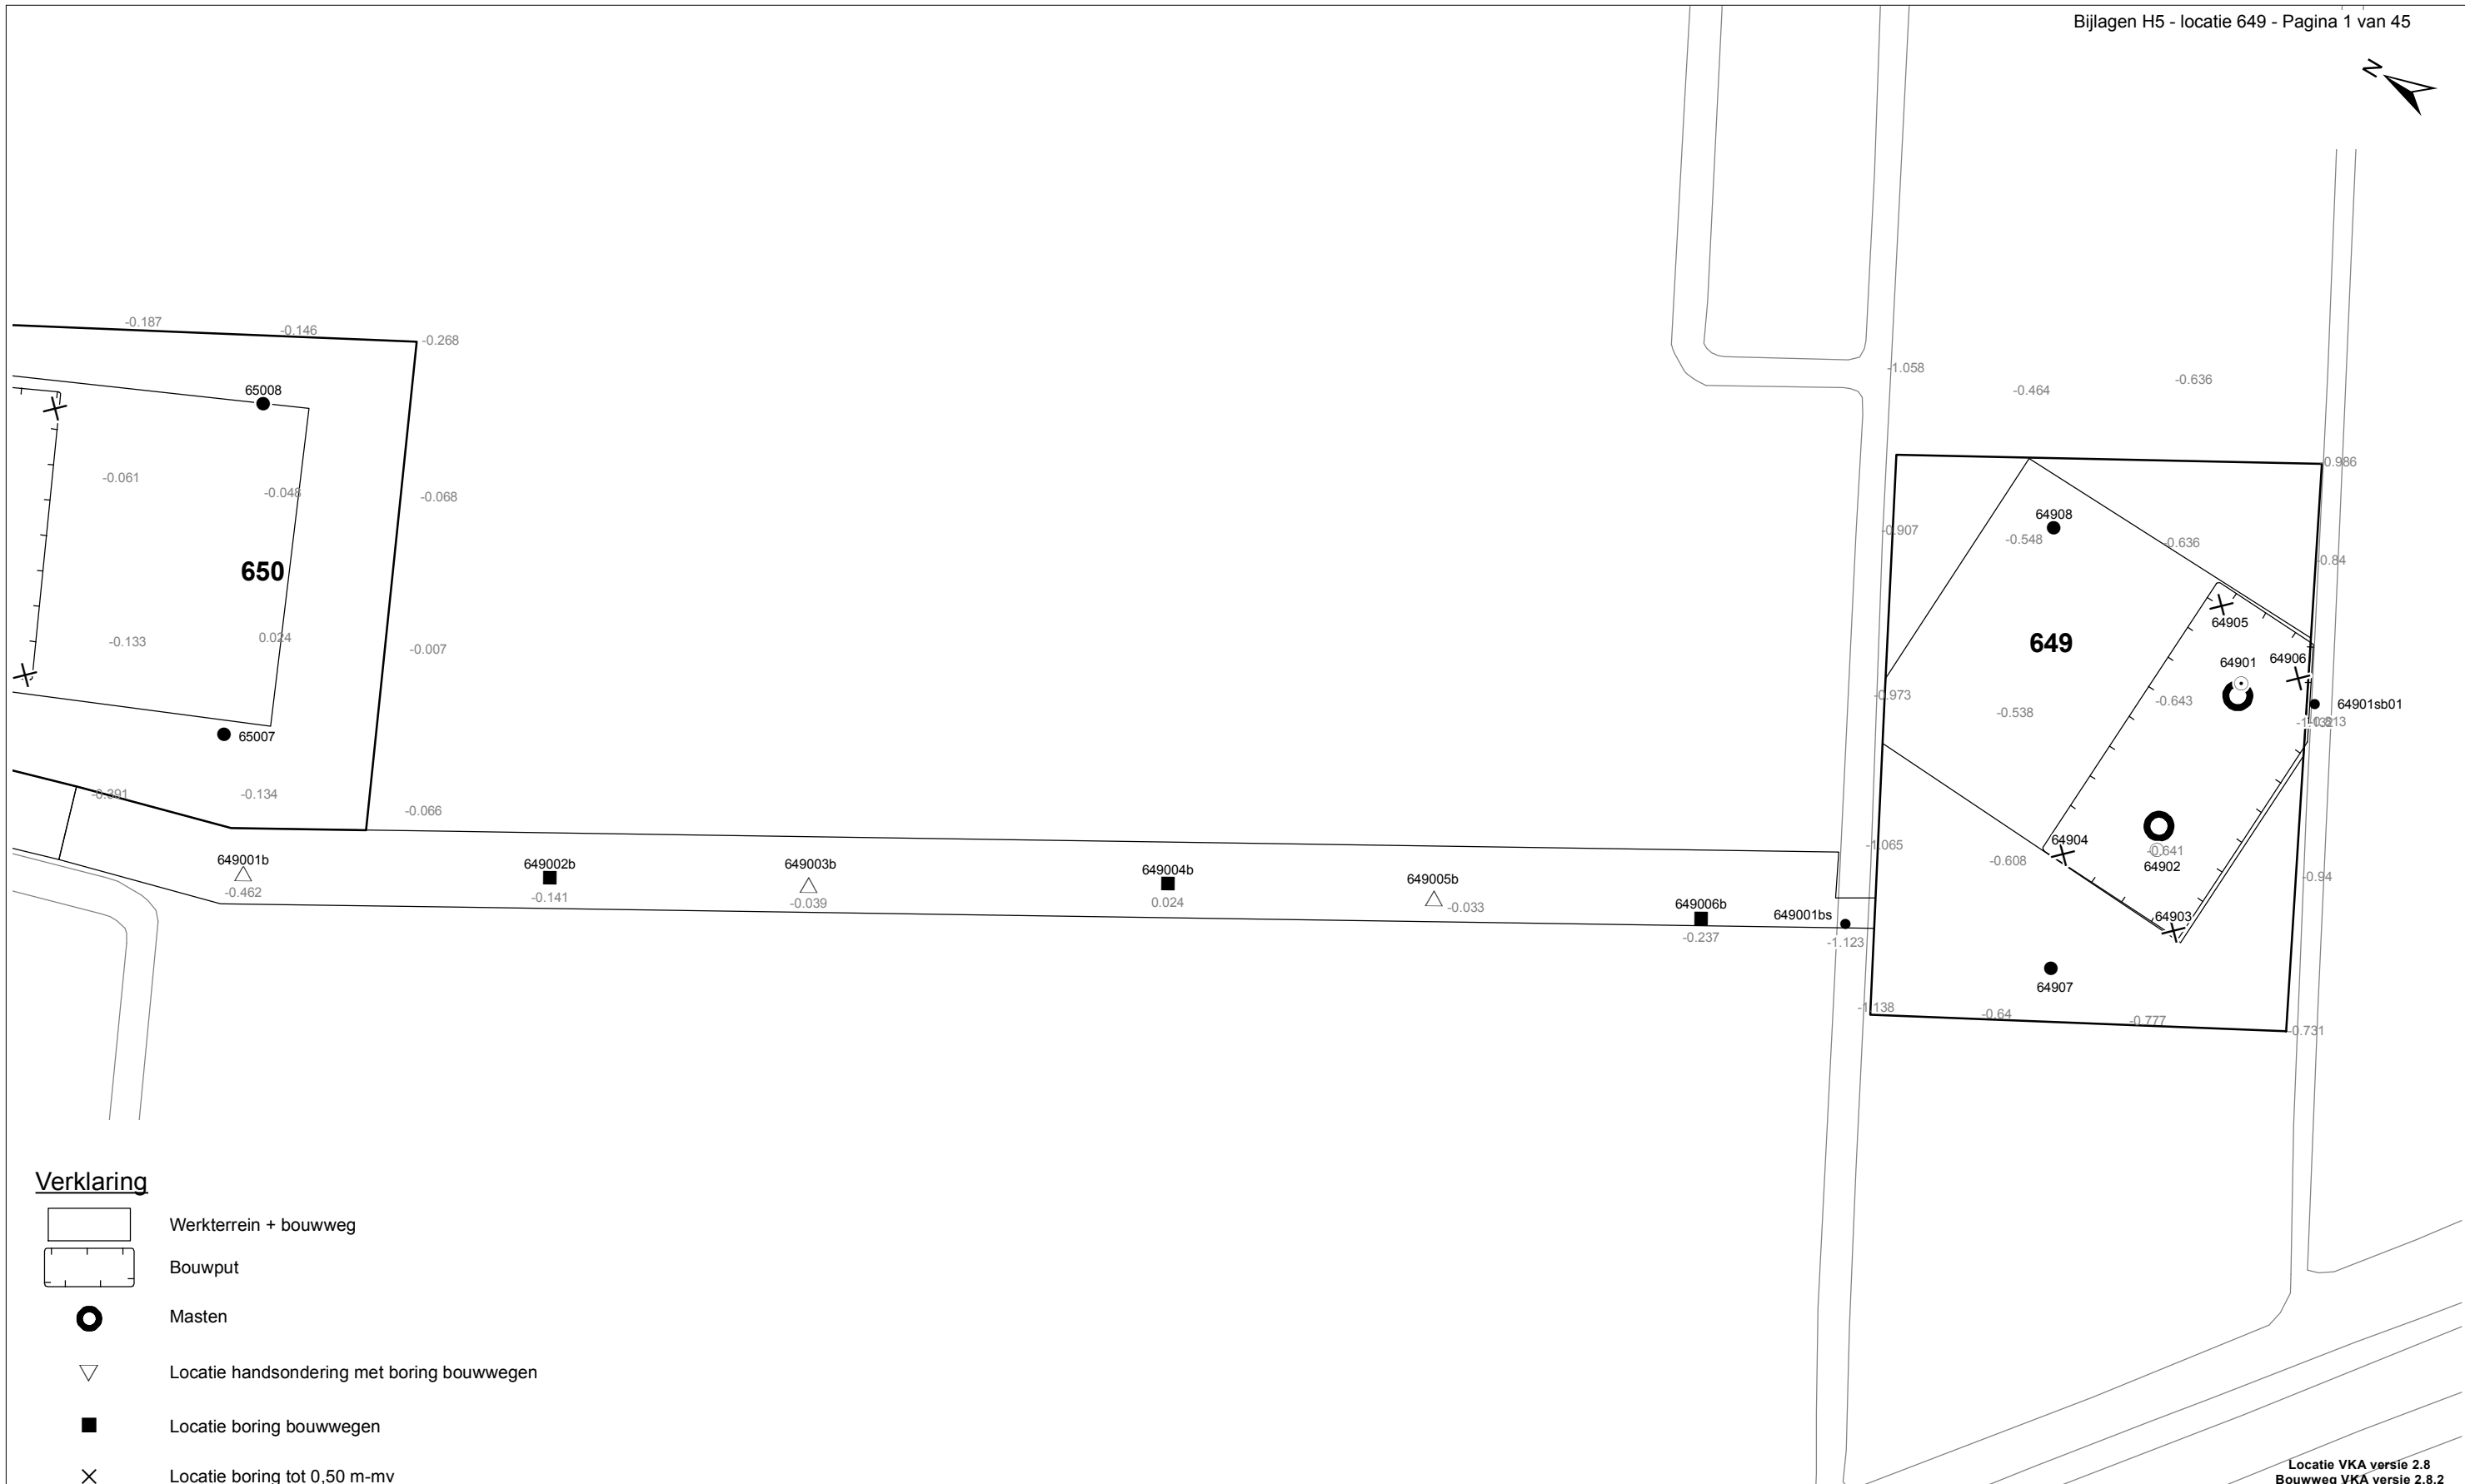 Bijlagen H5 - locatie 649 - Pagina 1 van 45
N
-0.187
-0.146
-0.268
65008
-0.061
-0.048
-0.068
650
-0.133
0.024
-0.007
65007
-0.391
-0.134
-0.066
649001b
-0.462
649002b
-0.141
649003b
-0.039
649004b
0.024
649005b
-0.033
649006b
-0.237
649001bs
-1.123
-1.058
-0.464
-0.636
-0.986
64908
-0.907
-0.548
-0.636
-0.84
64905
649
64901
64906
-0.973
-0.643
64901sb01
-0.538
64904
-1.065
-0.641
-0.608
64902
-0.94
64903
64907
-1.138
-0.64
-0.777
-0.731
Verklaring
Werkterrein + bouwweg
Bouwput
Masten
Locatie handsondering met boring bouwwegen
Locatie boring bouwwegen
Locatie boring tot 0,50 m-mv
Locatie VKA versie 2.8
Bouwweg VKA versie 2.8.2